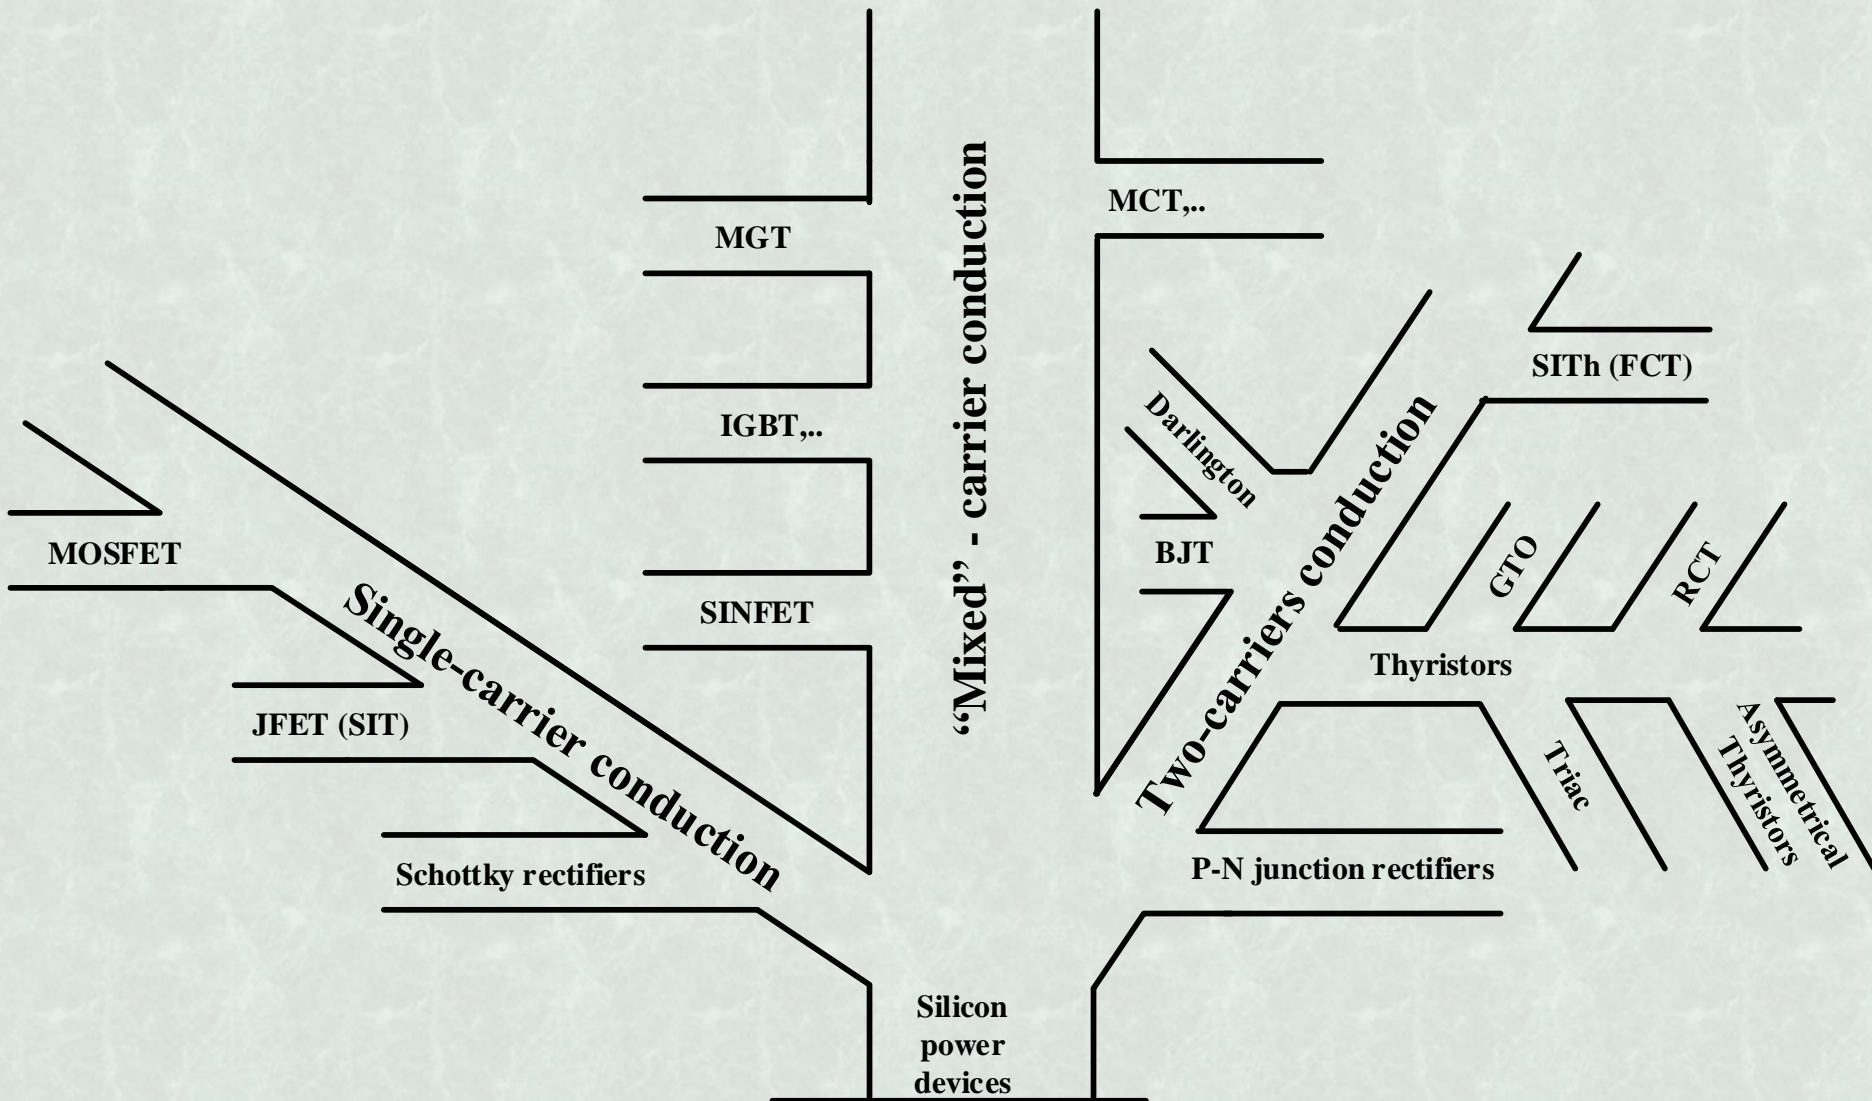 “Mixed” - carrier conduction
MCT,..
MGT
IGBT,..
SINFET
SITh (FCT)
Darlington
BJT
Two-carriers conduction
GTO
RCT
Thyristors
Triac
Asymmetrical
Thyristors
P-N junction rectifiers
MOSFET
Single-carrier conduction
JFET (SIT)
Schottky rectifiers
Silicon
power
devices